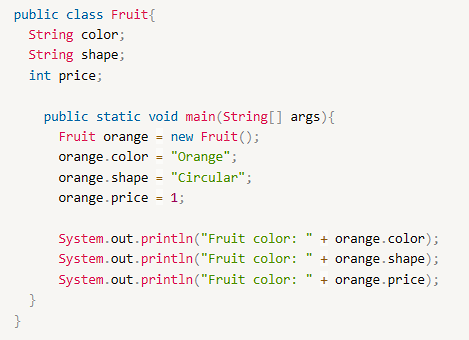 public class Fruit{
String color;
String shape;
int price;
public static void main(String[] args){
Fruit orange = new Fruit();
orange.color = "Orange";
orange.shape = "Circular";
orange.price = 1;
System.out.println("Fruit color: " + orange.color);
System.out.println("Fruit color: " + orange.shape);
System.out.println("Fruit color: " + orange.price);
}
}